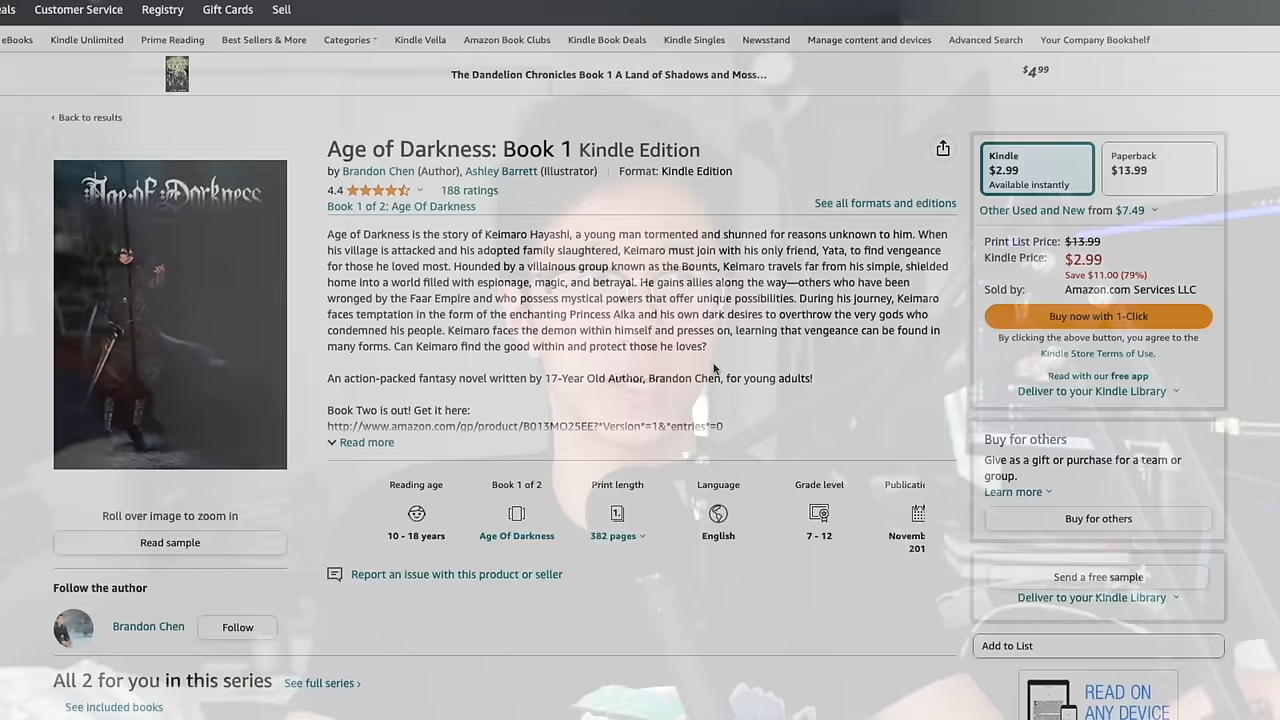 als Customer Service Registry Gift Cards Sell
eBooks Kindle Unlimited Prime Reading Best Sellers & More Categories Kindle Vella Amazon Book Clubs Kindle Book Deals Kindle Singles Newsstand Manage content and devices Advanced Search Your Company Bookshelf
The Dandelion Chronicles Book 1 A Land of Shadows and Moss... $4 99
‹ Back to results
Age of Darkness
Roll over image to zoom in
Read sample
Follow the author
Brandon Chen Follow
Age of Darkness: Book 1 Kindle Edition
by Brandon Chen (Author), Ashley Barrett (Illustrator) Format: Kindle Edition
4.4 188 ratings
Book 1 of 2: Age Of Darkness
See all formats and editions
Age of Darkness is the story of Keimaro Hayashi, a young man tormented and shunned for reasons unknown to him. When
his village is attacked and his adopted family slaughtered, Keimaro must join with his only friend, Yata, to find vengeance
for those he loved most. Hounded by a villainous group known as the Bounts, Keimaro travels far from his simple, shielded
home into a world filled with espionage, magic, and betrayal. He gains allies along the way—others who have been
wronged by the Faar Empire and who possess mystical powers that offer unique possibilities. During his journey, Keimaro
faces temptation in the form of the enchanting Princess Aika and his own dark desires to overthrow the very gods who
condemned his people. Keimaro faces the demon within himself and presses on, learning that vengeance can be found in
many forms. Can Keimaro find the good within and protect those he loves?
An action-packed fantasy novel written by 17-Year Old Author, Brandon Chen, for young adults!
Book Two is out! Get it here:
http://www.amazon.com/gp/product/B013MO25EE?*Version*=1&*entries*=0
Read more
Reading age Book 1 of 2 Print length Language Grade level Publicatic
1.
10 - 18 years Age Of Darkness 382 pages English 7 - 12 Novemb
201
Report an issue with this product or seller
Kindle
$2.99
Available instantly
Paperback
$13.99
Other Used and New from $7.49
Print List Price: $13.99
Kindle Price: $2.99
Save $11.00 (79%)
Sold by: Amazon.com Services LLC
Buy now with 1-Click
By clicking the above button, you agree to the
Kindle Store Terms of Use.
Read with our free app
Deliver to your Kindle Library
Buy for others
Give as a gift or purchase for a team or
group.
Learn more
Buy for others
Send a free sample
Deliver to your Kindle Library
Add to List
READ ON
ANY DEVICE
All 2 for you in this series See full series ›
See included books